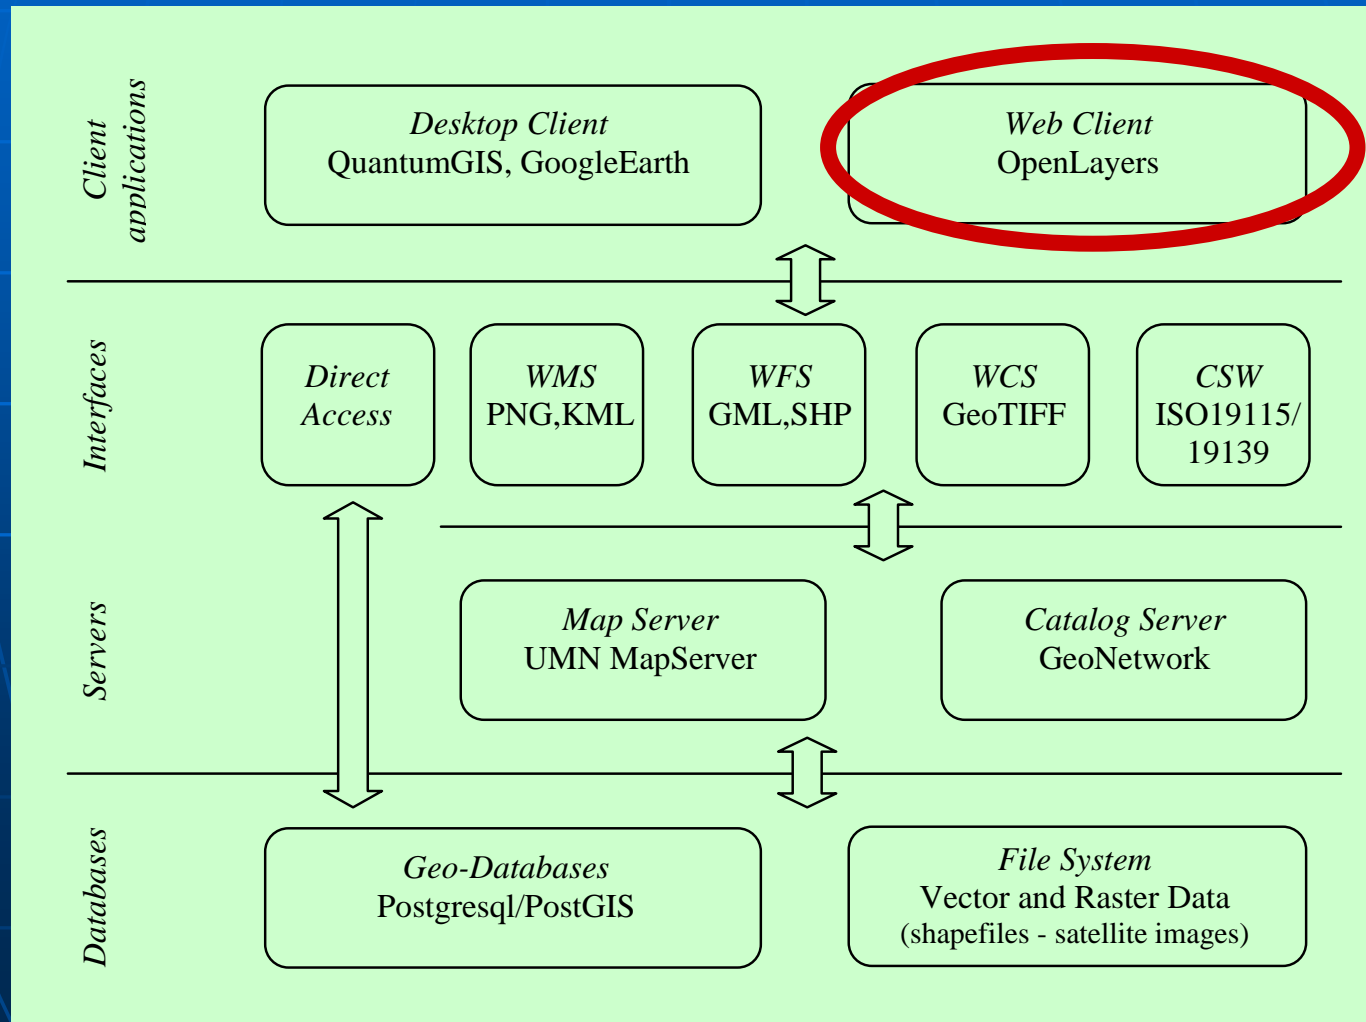 Client
applications
Desktop Client
QuantumGIS, GoogleEarth
Web Client
OpenLayers
Interfaces
Direct
Access
WMS
PNG,KML
WFS
GML,SHP
WCS
GeoTIFF
CSW
ISO19115/
19139
Servers
Map Server
UMN MapServer
Catalog Server
GeoNetwork
Databases
Geo-Databases
Postgresql/PostGIS
File System
Vector and Raster Data
(shapefiles - satellite images)